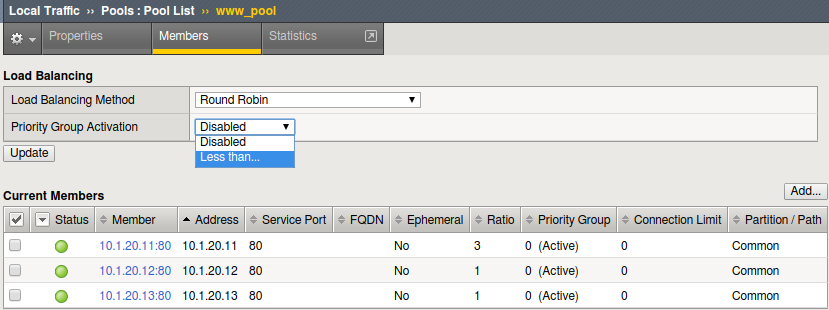 Local Traffic ›› Pools : Pool List ›› www_pool
Properties Members Statistics
Load Balancing
Load Balancing Method Round Robin
Priority Group Activation Disabled
Disabled
Less than...
Update
Add...
Current Members
Status Member Address Service Port FQDN Ephemeral Ratio Priority Group Connection Limit Partition / Path
10.1.20.11:80 10.1.20.11 80 No 3 0 (Active) 0 Common
10.1.20.12:80 10.1.20.12 80 No 1 0 (Active) 0 Common
10.1.20.13:80 10.1.20.13 80 No 1 0 (Active) 0 Common